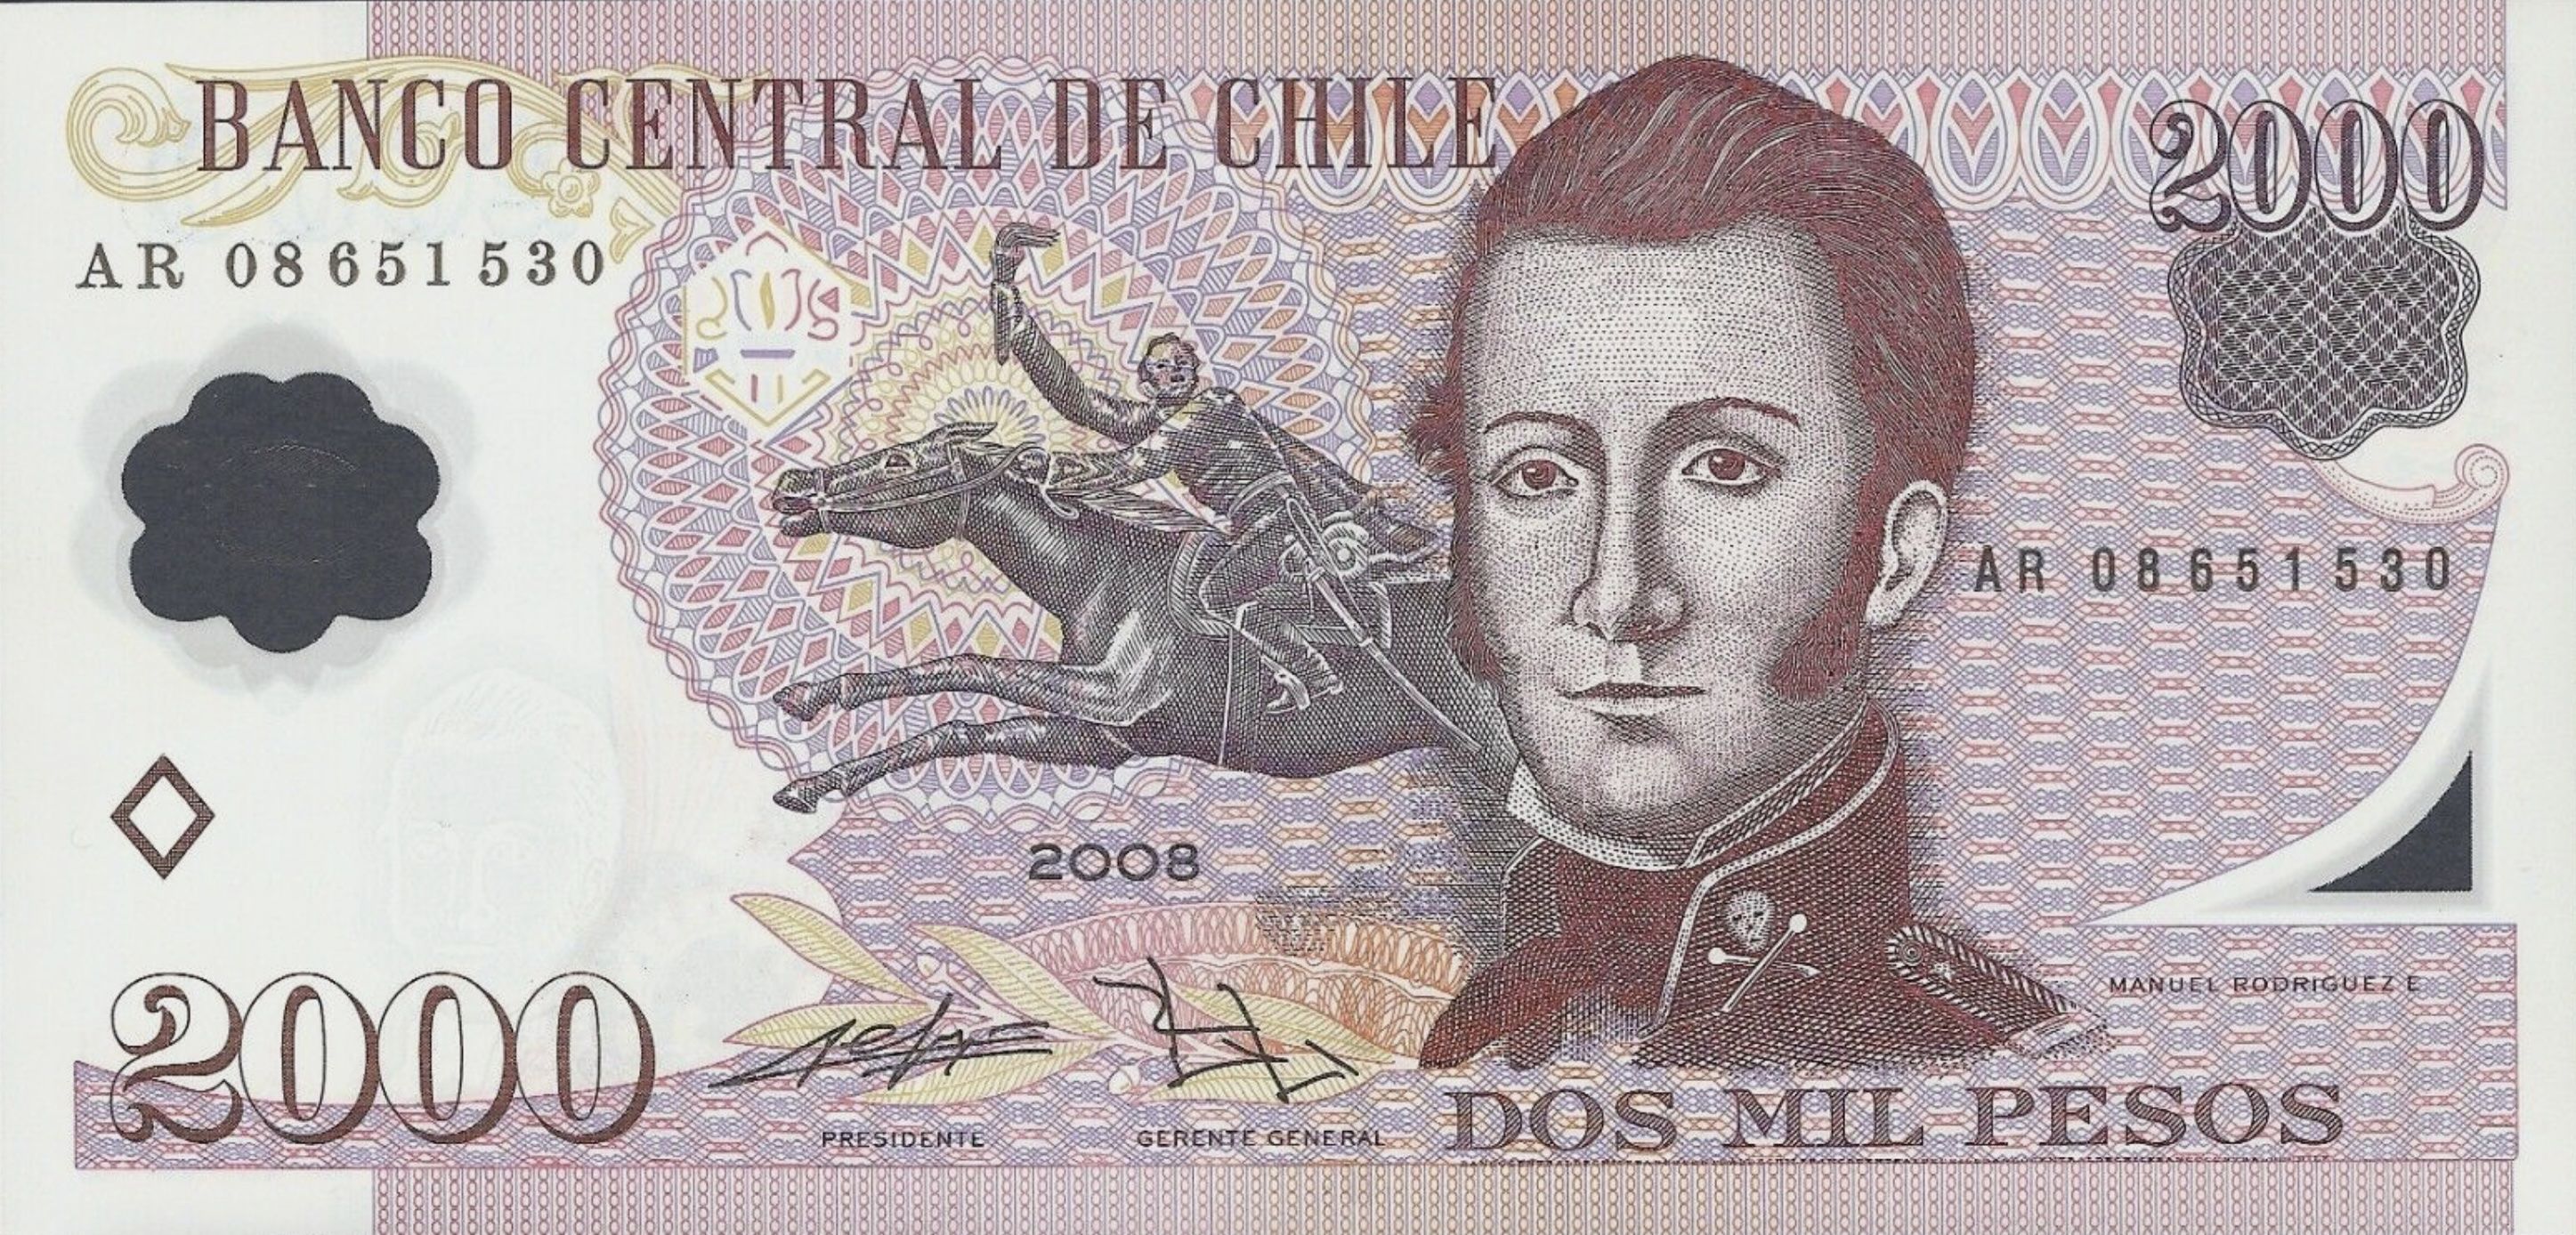 BANCO CENTRAL DE CHILE
2000
AR 08651530
AR 08651530
2008
MANUEL RODRIGUEZ E
2000
PRESIDENTE
GERENTE GENERAL
DOS MIL PESOS